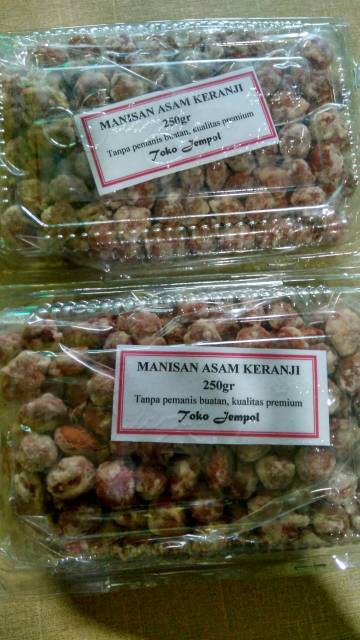 MANISAN ASAM KERANJI
250gr
Tanpa pemanis buatan, kualitas premium
Toko Jempol
MANISAN ASAM KERANJI
250gr
Tanpa pemanis buatan, kualitas premium
Toko Jempol